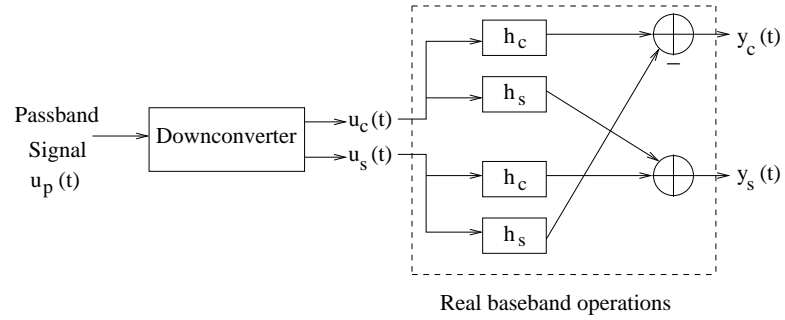 Passband
Signal
u_p(t)
Downconverter
u_c(t)
u_s(t)
h_c
h_s
h_c
h_s
−
y_c(t)
y_s(t)
Real baseband operations